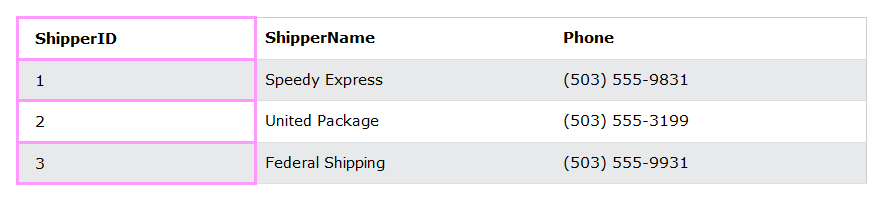 ShipperID ShipperName Phone
1 Speedy Express (503) 555-9831
2 United Package (503) 555-3199
3 Federal Shipping (503) 555-9931